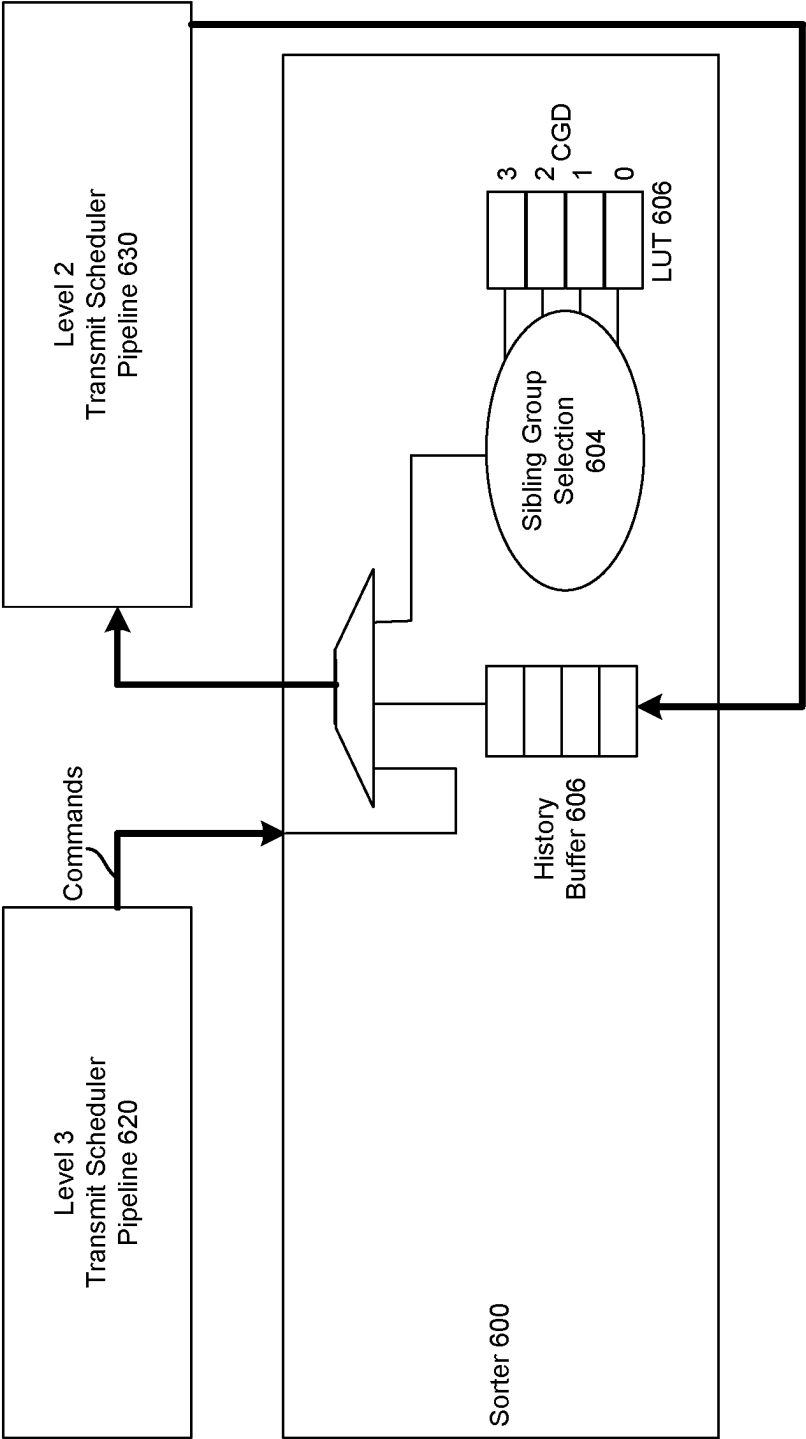 Level 3
Transmit Scheduler
Pipeline 620
Commands
Level 2
Transmit Scheduler
Pipeline 630
Sorter 600
History
Buffer 606
Sibling Group
Selection
604
3
2
1
0
CGD
LUT 606